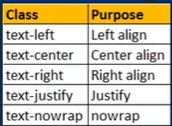 Class Purpose
text-left Left align
text-center Center align
text-right Right align
text-justify Justify
text-nowrap nowrap